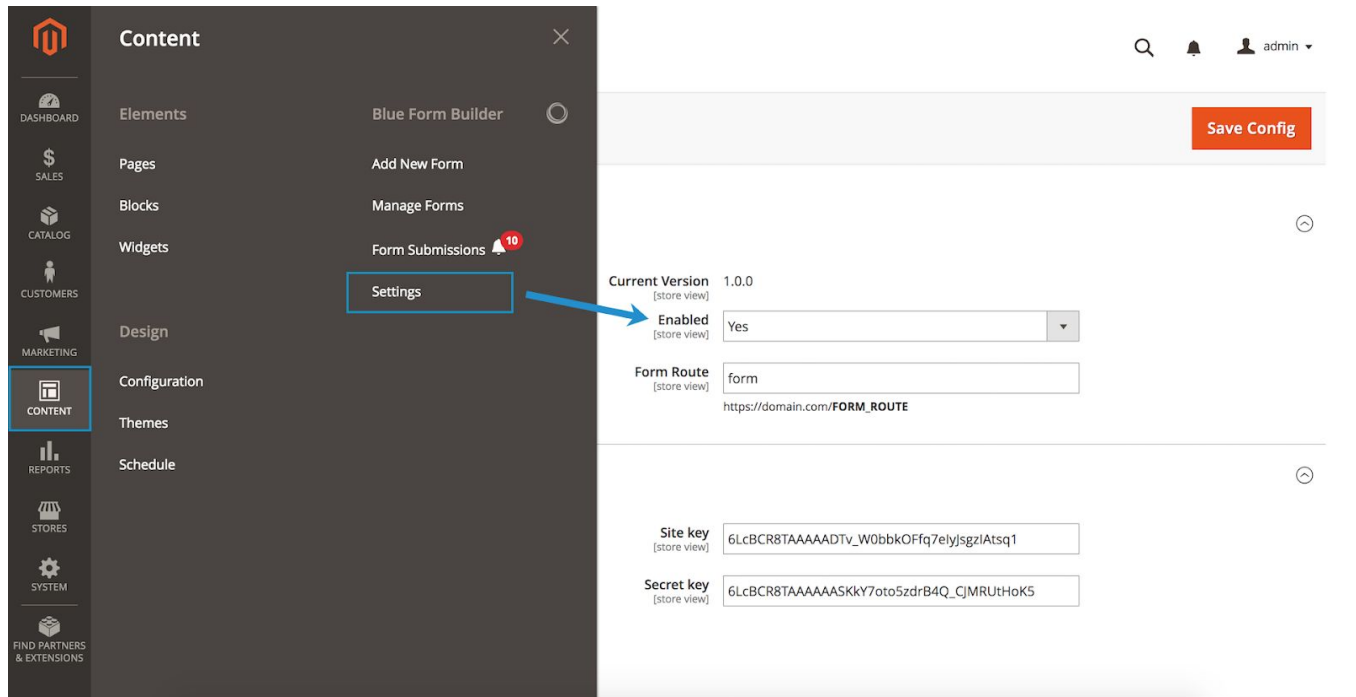 DASHBOARD
SALES
CATALOG
CUSTOMERS
MARKETING
CONTENT
REPORTS
STORES
SYSTEM
FIND PARTNERS
& EXTENSIONS
Content
Elements
Pages
Blocks
Widgets
Design
Configuration
Themes
Schedule
Blue Form Builder
Add New Form
Manage Forms
Form Submissions 10
Settings
admin
Save Config
Current Version 1.0.0
[store view]
Enabled Yes
[store view]
Form Route form
[store view]
https://domain.com/FORM_ROUTE
Site key 6LcBCR8TAAAAADTv_W0bbkOFfq7eIyJsgzIAtsq1
[store view]
Secret key 6LcBCR8TAAAAAASKkY7oto5zdrB4Q_CJMRUtHoK5
[store view]